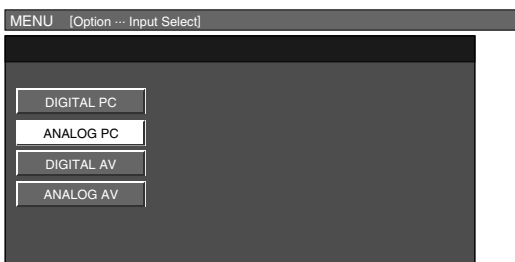 MENU [Option ··· Input Select]
DIGITAL PC
ANALOG PC
DIGITAL AV
ANALOG AV